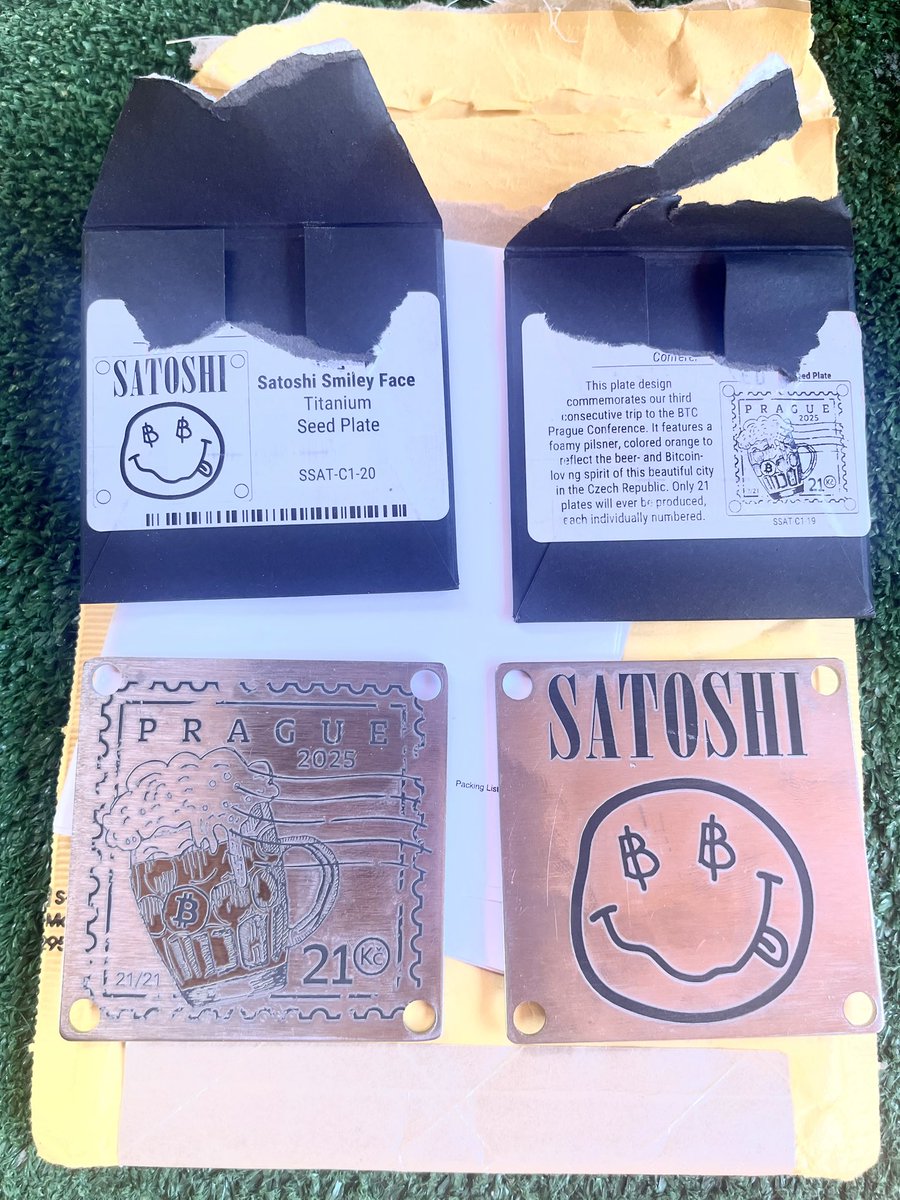 SATOSHI
Satoshi Smiley Face
Titanium
Seed Plate
SSAT-C1-20
This plate design
commemorates our third
consecutive trip to the BTC
Prague Conference. It features a
foamy pilsner, colored orange to
reflect the beer- and Bitcoin-
loving spirit of this beautiful city
in the Czech Republic. Only 21
plates will ever be produced,
each individually numbered.
Seed Plate
PRAGUE
2025
21 Kč
SSAT C1 19
PRAGUE
2025
21/21
21 Kč
SATOSHI
Packing List